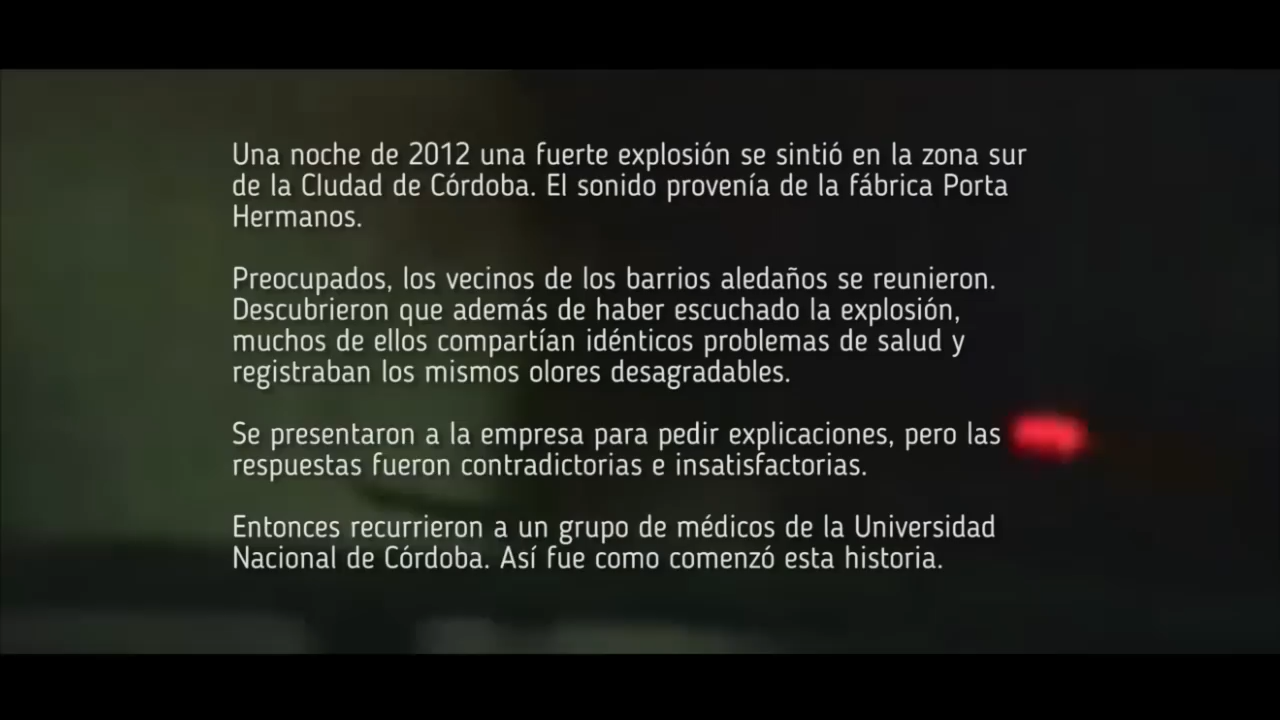 Una noche de 2012 una fuerte explosión se sintió en la zona sur
de la CIudad de Córdoba. El sonido provenía de la fábrica Porta
Hermanos.
Preocupados, los vecinos de los barrios aledaños se reunieron.
Descubrieron que además de haber escuchado la explosión,
muchos de ellos compartían idénticos problemas de salud y
registraban los mismos olores desagradables.
Se presentaron a la empresa para pedir explicaciones, pero las
respuestas fueron contradictorias e insatisfactorias.
Entonces recurrieron a un grupo de médicos de la Universidad
Nacional de Córdoba. Así fue como comenzó esta historia.